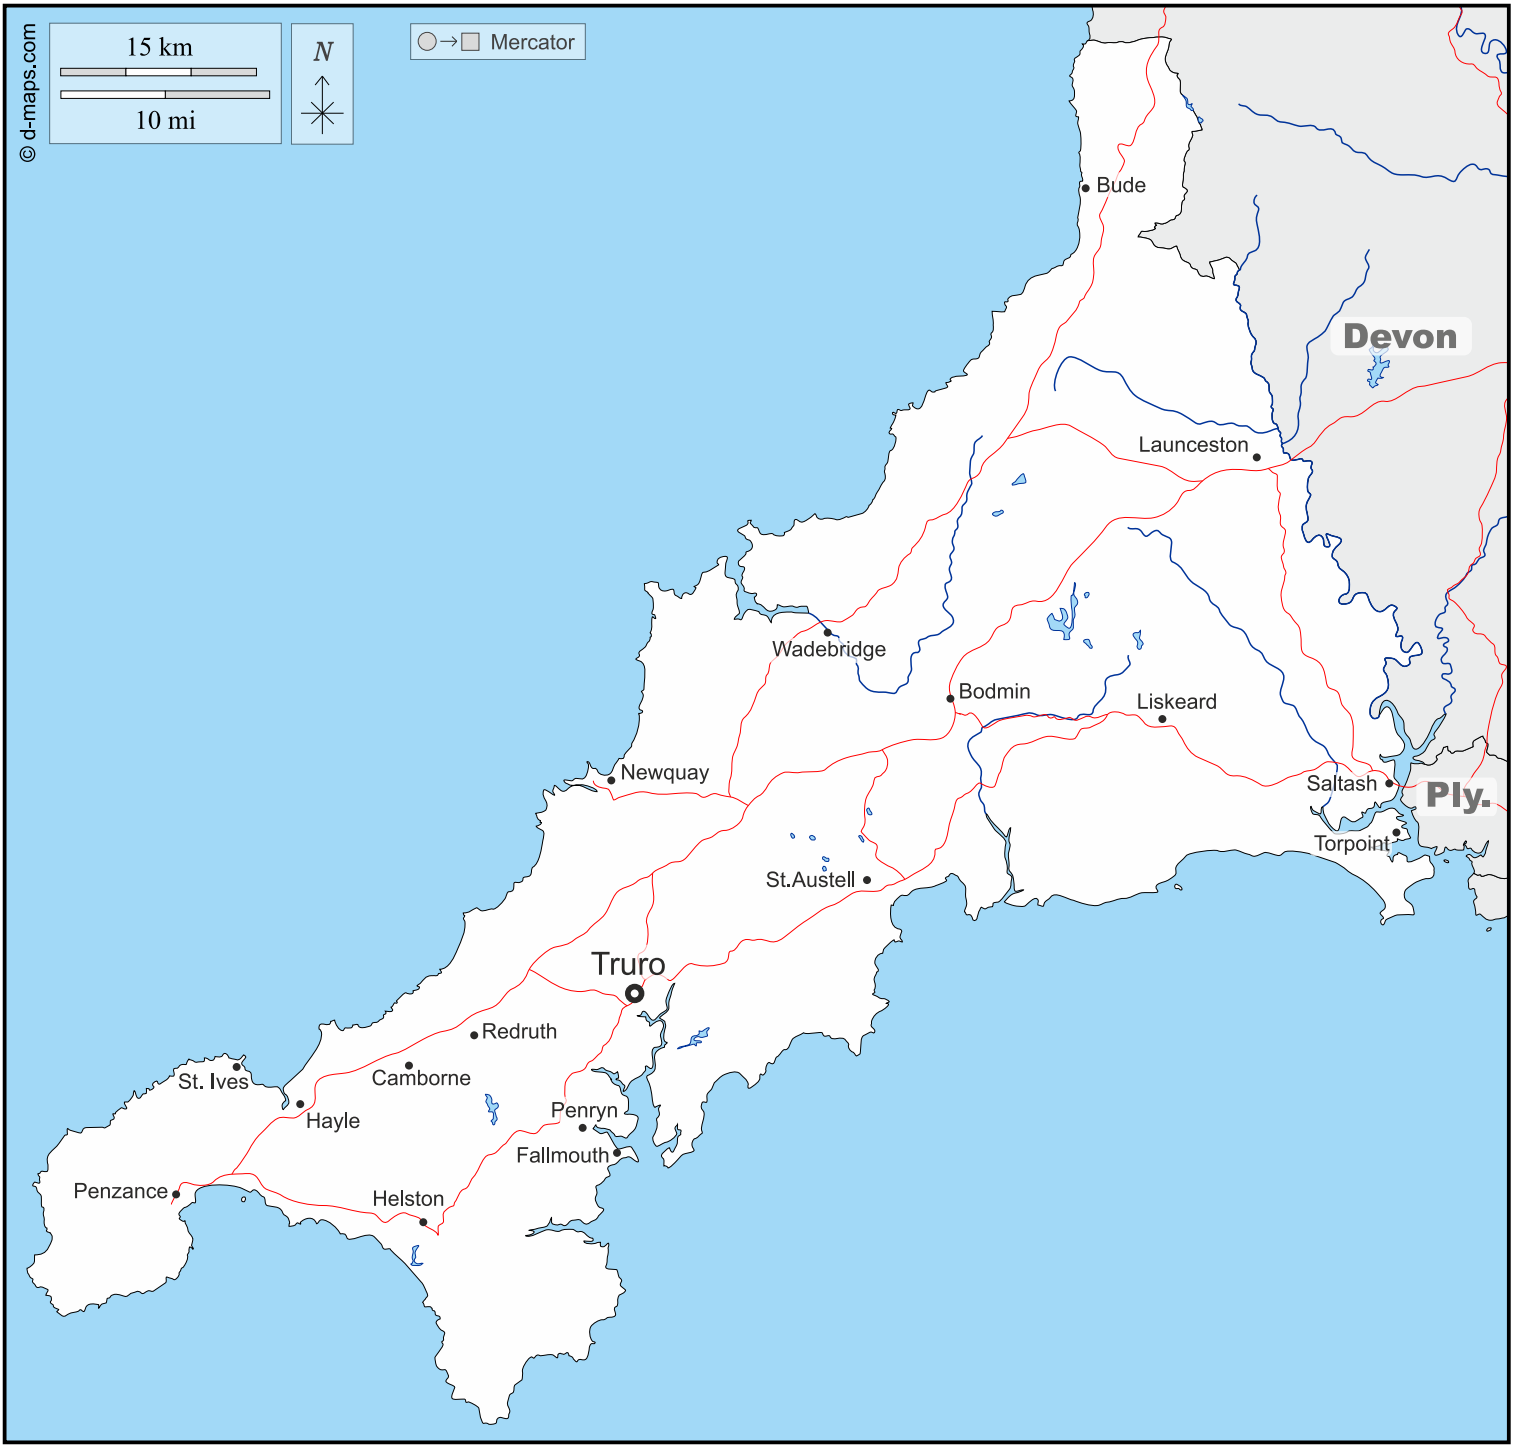 © d-maps.com
15 km
10 mi
N
Mercator
Bude
Devon
Launceston
Wadebridge
Bodmin
Liskeard
Newquay
Saltash
Ply.
Torpoint
St.Austell
Truro
Redruth
St. Ives
Camborne
Hayle
Penryn
Fallmouth
Penzance
Helston